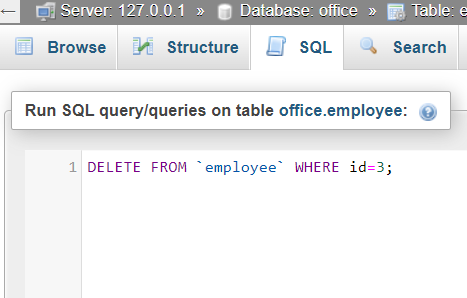 ← Server: 127.0.0.1 » Database: office » Table: e
Browse Structure SQL Search
Run SQL query/queries on table office.employee:
1 DELETE FROM `employee` WHERE id=3;